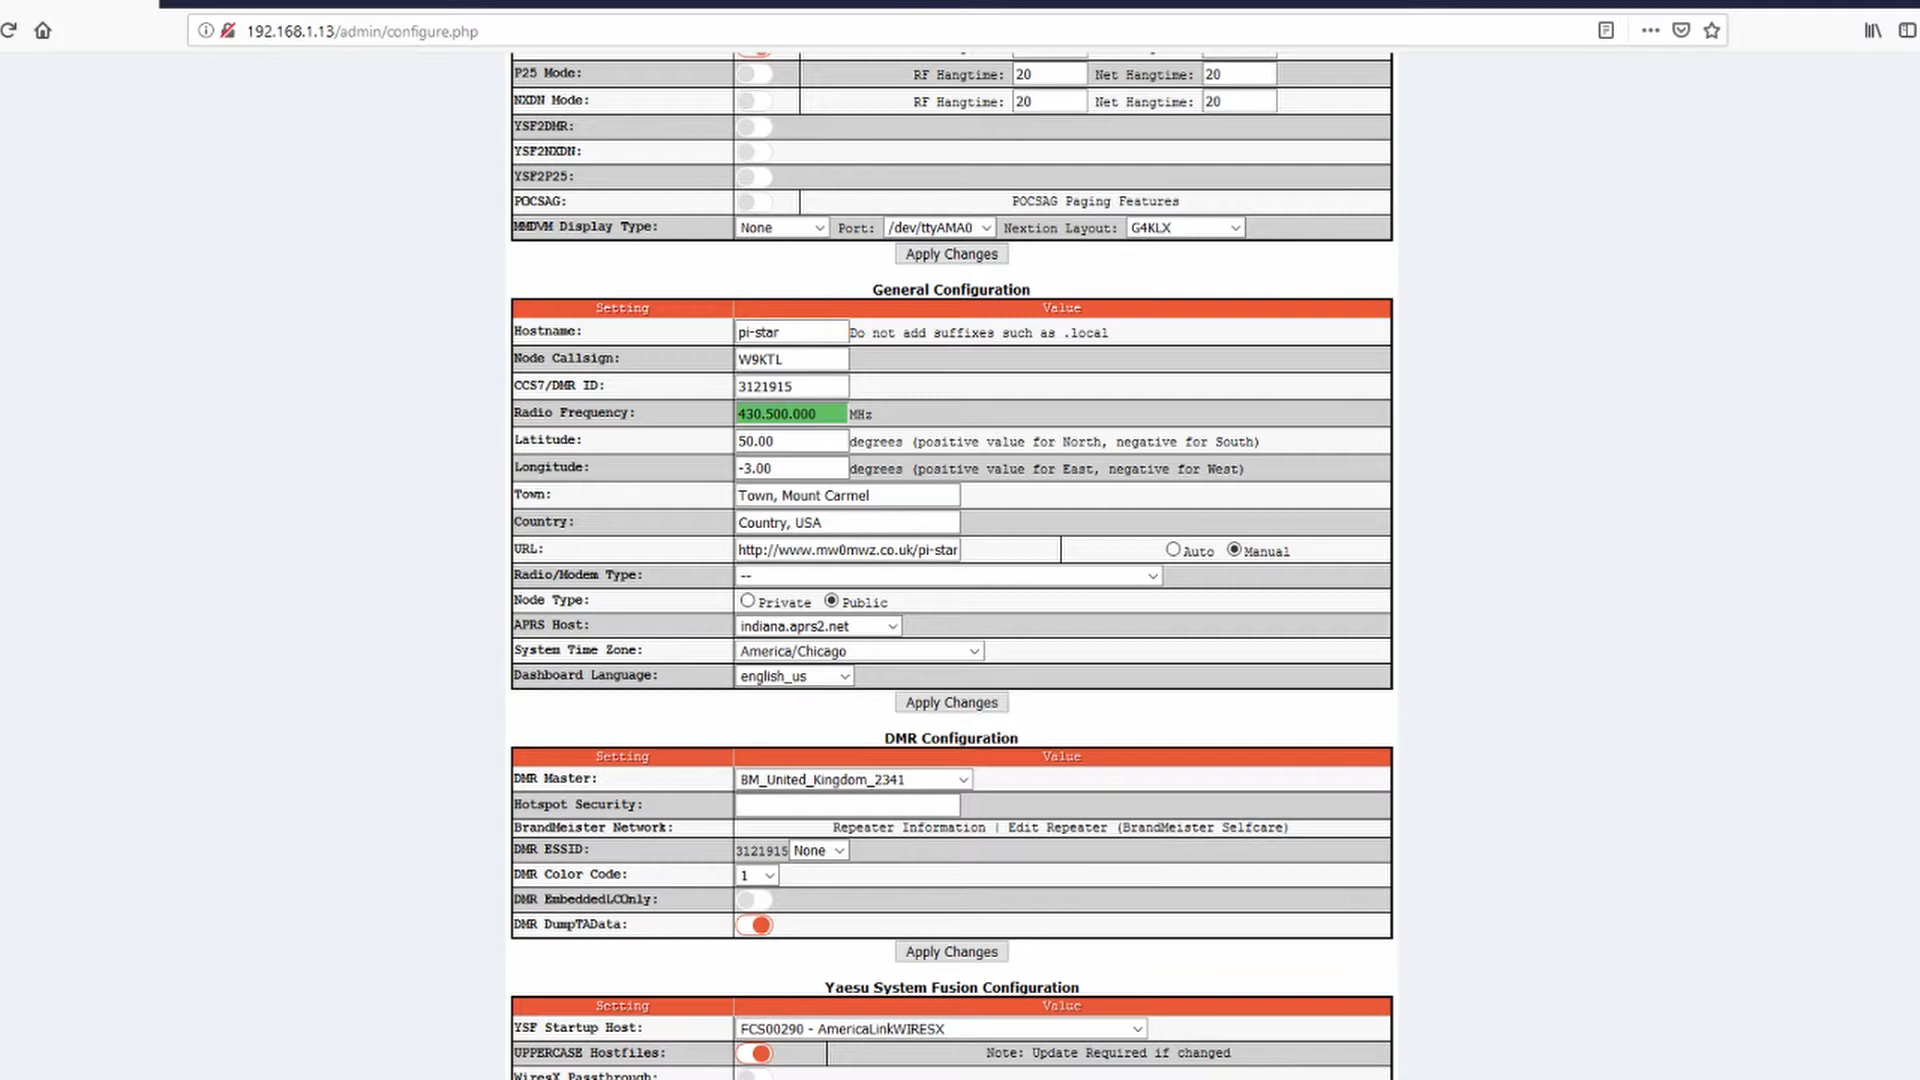 192.168.1.13/admin/configure.php
P25 Mode: RF Hangtime: 20 Net Hangtime: 20
NXDN Mode: RF Hangtime: 20 Net Hangtime: 20
YSF2DMR:
YSF2NXDN:
YSF2P25:
POCSAG: POCSAG Paging Features
MMDVM Display Type: None Port: /dev/ttyAMA0 Nextion Layout: G4KLX
Apply Changes
General Configuration
Setting Value
Hostname: pi-star Do not add suffixes such as .local
Node Callsign: W9KTL
CCS7/DMR ID: 3121915
Radio Frequency: 430.500.000 MHz
Latitude: 50.00 degrees (positive value for North, negative for South)
Longitude: -3.00 degrees (positive value for East, negative for West)
Town: Town, Mount Carmel
Country: Country, USA
URL: http://www.mw0mwz.co.uk/pi-star Auto Manual
Radio/Modem Type: --
Node Type: Private Public
APRS Host: indiana.aprs2.net
System Time Zone: America/Chicago
Dashboard Language: english_us
Apply Changes
DMR Configuration
Setting Value
DMR Master: BM_United_Kingdom_2341
Hotspot Security:
BrandMeister Network: Repeater Information | Edit Repeater (BrandMeister Selfcare)
DMR ESSID: 3121915 None
DMR Color Code: 1
DMR EmbeddedLCOnly:
DMR DumpTAData:
Apply Changes
Yaesu System Fusion Configuration
Setting Value
YSF Startup Host: FCS00290 - AmericaLinkWIRESX
UPPERCASE Hostfiles: Note: Update Required if changed
WiresX Passthrough: